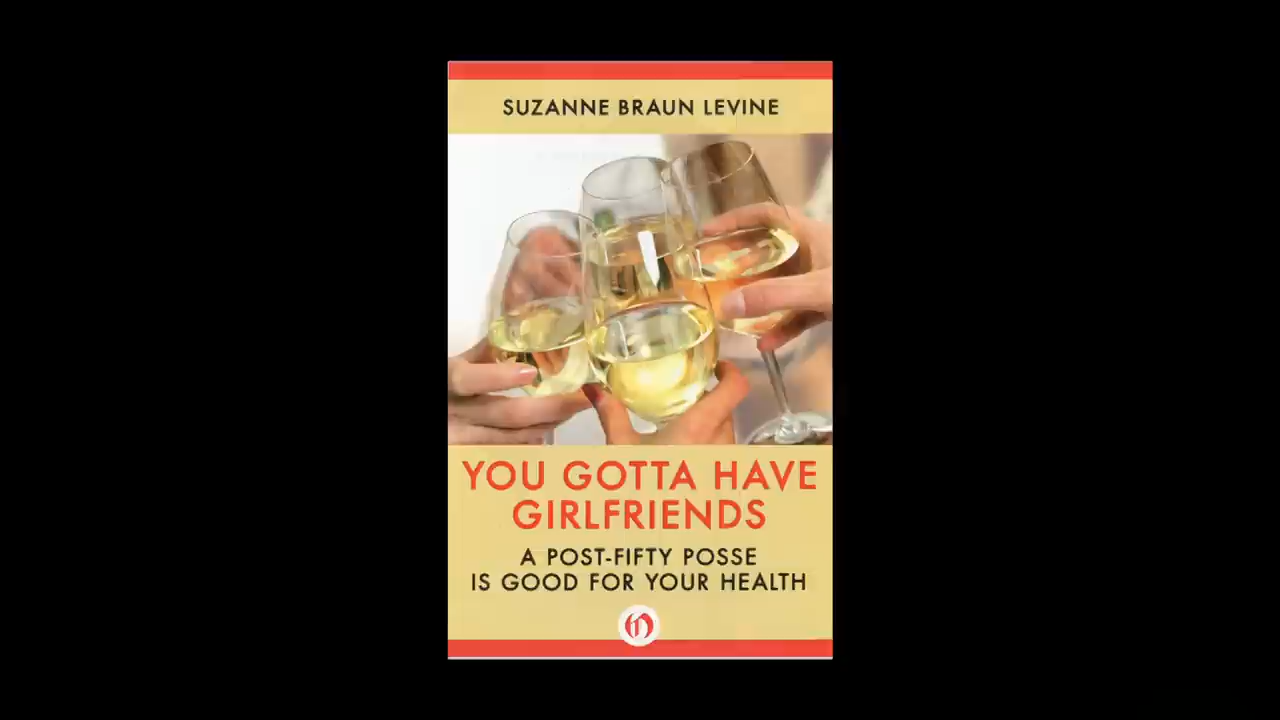 SUZANNE BRAUN LEVINE
YOU GOTTA HAVE
GIRLFRIENDS
A POST-FIFTY POSSE
IS GOOD FOR YOUR HEALTH